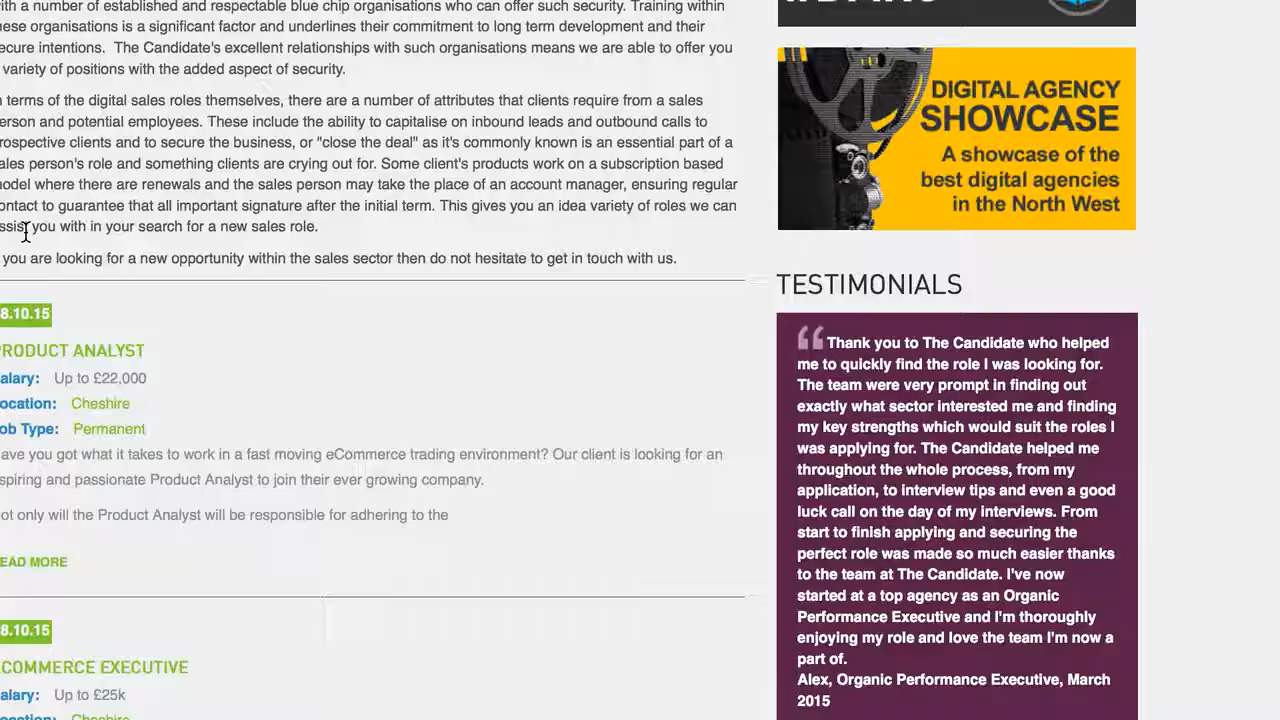 ith a number of established and respectable blue chip organisations who can offer such security. Training within
hese organisations is a significant factor and underlines their commitment to long term development and their
ecure intentions. The Candidate's excellent relationships with such organisations means we are able to offer you
variety of positions with aspect of security.
terms of the digital sales roles there are a number of attributes that clients require from a sales
erson and potential employee. These include the ability to generate on inbound leads and outbound calls to
rospective clients and to ensure the business, or "close the deal" as it commonly known is an essential part of a
ales person's role and something clients are crying out for. Some clients products work on a subscription based
odel where there are renewals and the sales person may take the place of an account manager, ensuring regular
ontact to guarantee that all important signature after the initial term. This gives you an idea variety of roles we can
ssist you with in your search for a new sales role.
you are looking for a new opportunity within the sales sector then do not hesitate to get in touch with us.
8.10.15
PRODUCT ANALYST
alary: Up to £22,000
ocation: Cheshire
ob Type: Permanent
ave you got what it takes to work in a fast moving eCommerce trading environment? Our client is looking for an
spiring and passionate Product Analyst to join their ever growing company.
ot only will the Product Analyst will be responsible for adhering to the
EAD MORE
8.10.15
COMMERCE EXECUTIVE
alary: Up to £25k
ocation: Cheshire
DIGITAL AGENCY
SHOWCASE
A showcase of the
best digital agencies
in the North West
TESTIMONIALS
“ Thank you to The Candidate who helped
me to quickly find the role I was looking for.
The team were very prompt in finding out
exactly what sector interested me and finding
my key strengths which would suit the roles I
was applying for. The Candidate helped me
throughout the whole process, from my
application, to interview tips and even a good
luck call on the day of my interviews. From
start to finish applying and securing the
perfect role was made so much easier thanks
to the team at The Candidate. I've now
started at a top agency as an Organic
Performance Executive and I'm thoroughly
enjoying my role and love the team I'm now a
part of.
Alex, Organic Performance Executive, March
2015